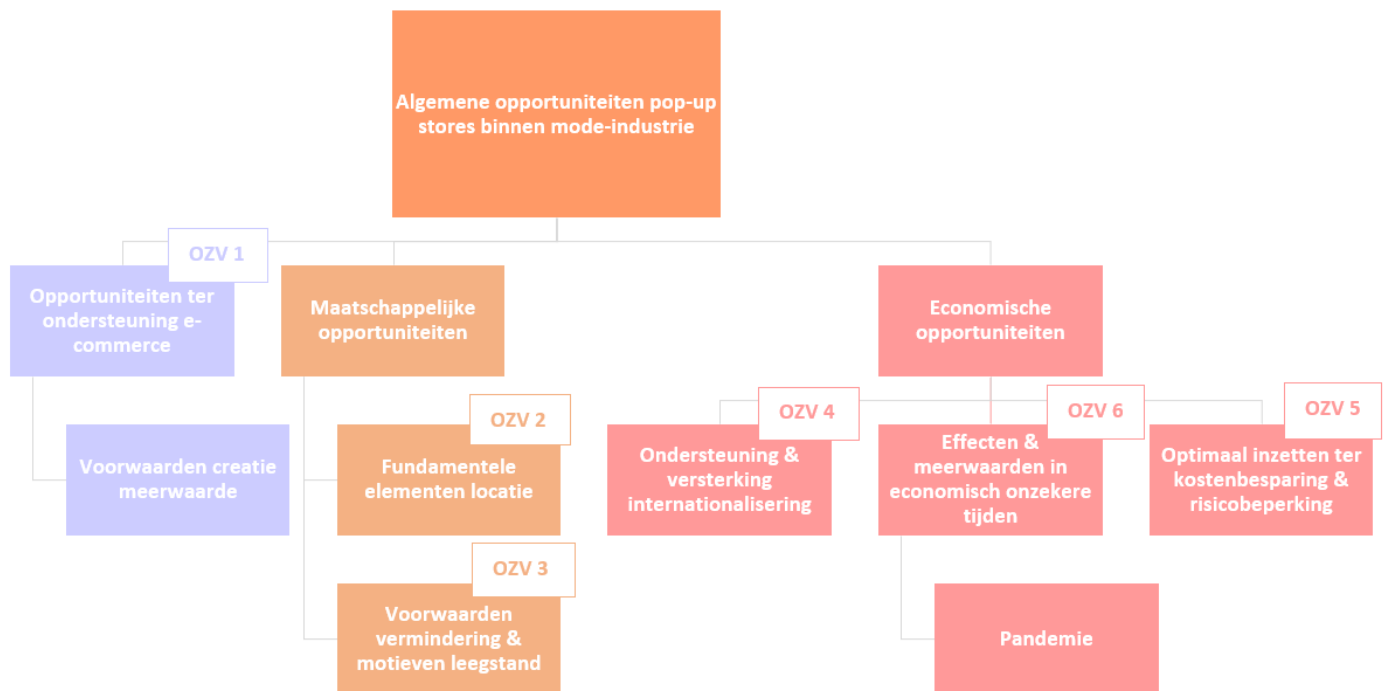 Algemene opportuniteiten pop-up
stores binnen mode-industrie
OZV 1
Opportuniteiten ter
ondersteuning e-
commerce
Voorwaarden creatie
meerwaarde
Maatschappelijke
opportuniteiten
OZV 2
Fundamentele
elementen locatie
OZV 3
Voorwaarden
vermindering &
motieven leegstand
Economische
opportuniteiten
OZV 4
Ondersteuning &
versterking
internationalisering
OZV 6
Effecten &
meerwaarden in
economisch onzekere
tijden
Pandemie
OZV 5
Optimaal inzetten ter
kostenbesparing &
risicobeperking